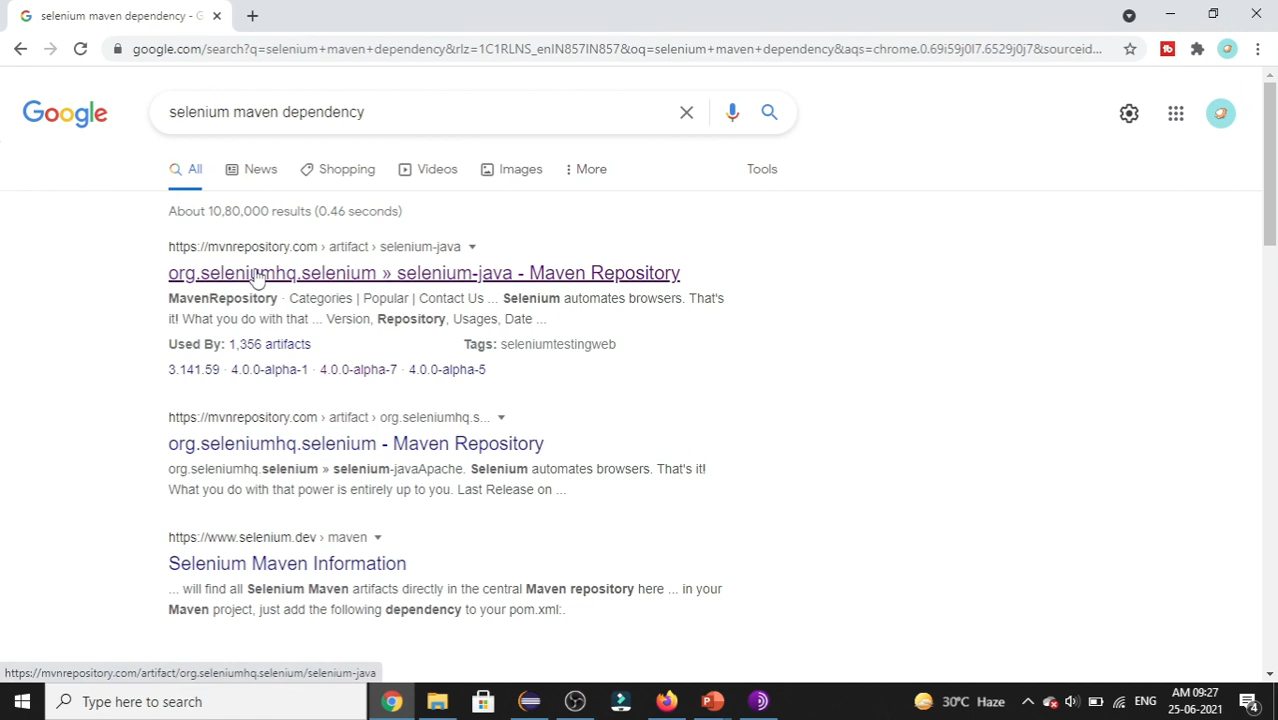 selenium maven dependency - G
google.com/search?q=selenium+maven+dependency&rlz=1C1RLNS_enIN857IN857&oq=selenium+maven+dependency&aqs=chrome.0.69i59j0l7.6529j0j7&sourceid...
Google
selenium maven dependency
All News Shopping Videos Images More Tools
About 10,80,000 results (0.46 seconds)
https://mvnrepository.com › artifact › selenium-java
org.seleniumhq.selenium » selenium-java - Maven Repository
MavenRepository · Categories | Popular | Contact Us ... Selenium automates browsers. That's
it! What you do with that ... Version, Repository, Usages, Date ...
Used By: 1,356 artifacts Tags: seleniumtestingweb
3.141.59 · 4.0.0-alpha-1 · 4.0.0-alpha-7 · 4.0.0-alpha-5
https://mvnrepository.com › artifact › org.seleniumhq.s...
org.seleniumhq.selenium - Maven Repository
org.seleniumhq.selenium » selenium-javaApache. Selenium automates browsers. That's it!
What you do with that power is entirely up to you. Last Release on ...
https://www.selenium.dev › maven
Selenium Maven Information
... will find all Selenium Maven artifacts directly in the central Maven repository here ... in your
Maven project, just add the following dependency to your pom.xml:.
https://mvnrepository.com/artifact/org.seleniumhq.selenium/selenium-java
Type here to search
30°C Haze
ENG
AM 09:27
25-06-2021
4